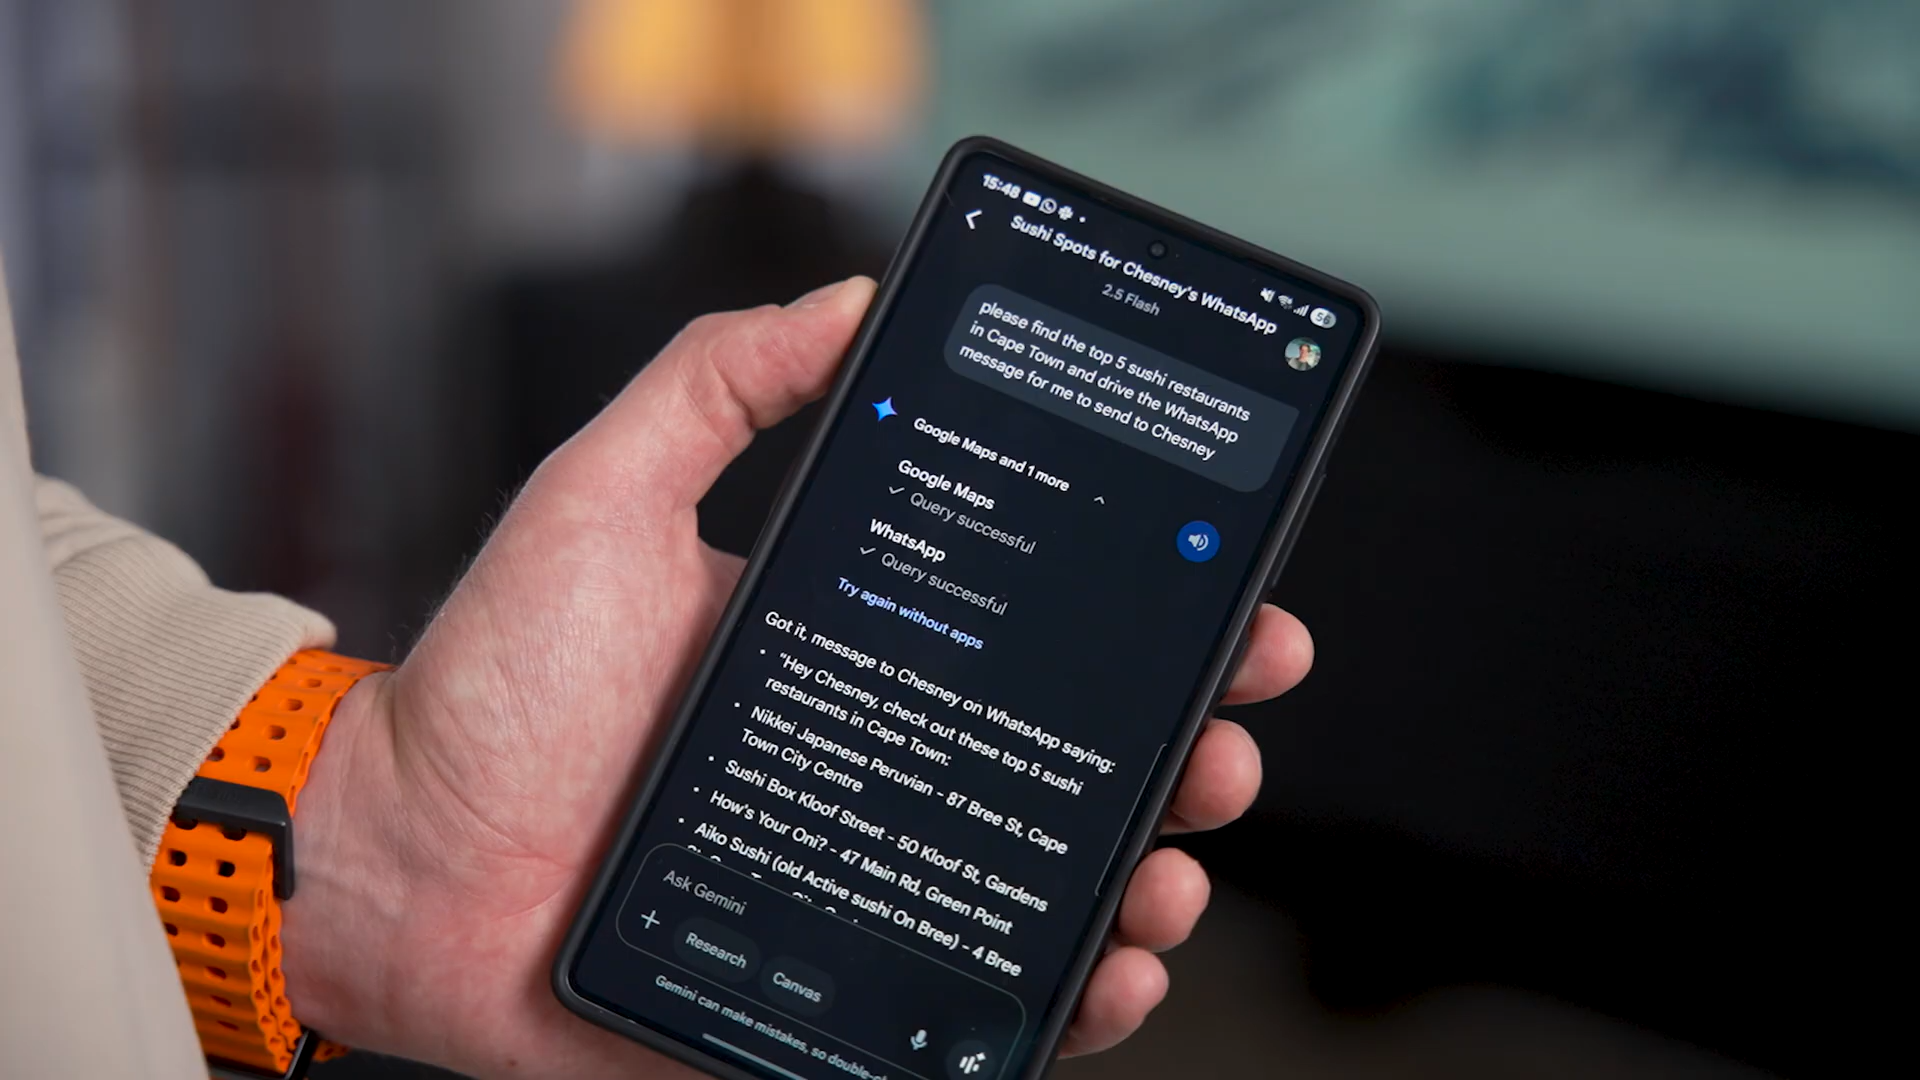 15:48
56
Sushi Spots for Chesney's WhatsApp
2.5 Flash
please find the top 5 sushi restaurants
in Cape Town and drive the WhatsApp
message for me to send to Chesney
Google Maps and 1 more
Google Maps
Query successful
WhatsApp
Query successful
Try again without apps
Got it, message to Chesney on WhatsApp saying:
• "Hey Chesney, check out these top 5 sushi
restaurants in Cape Town:
• Nikkei Japanese Peruvian - 87 Bree St, Cape
Town City Centre
• Sushi Box Kloof Street - 50 Kloof St, Gardens
• How's Your Oni? - 47 Main Rd, Green Point
• Aiko Sushi (old Active sushi On Bree) - 4 Bree
Ask Gemini
Research
Canvas
Gemini can make mistakes, so